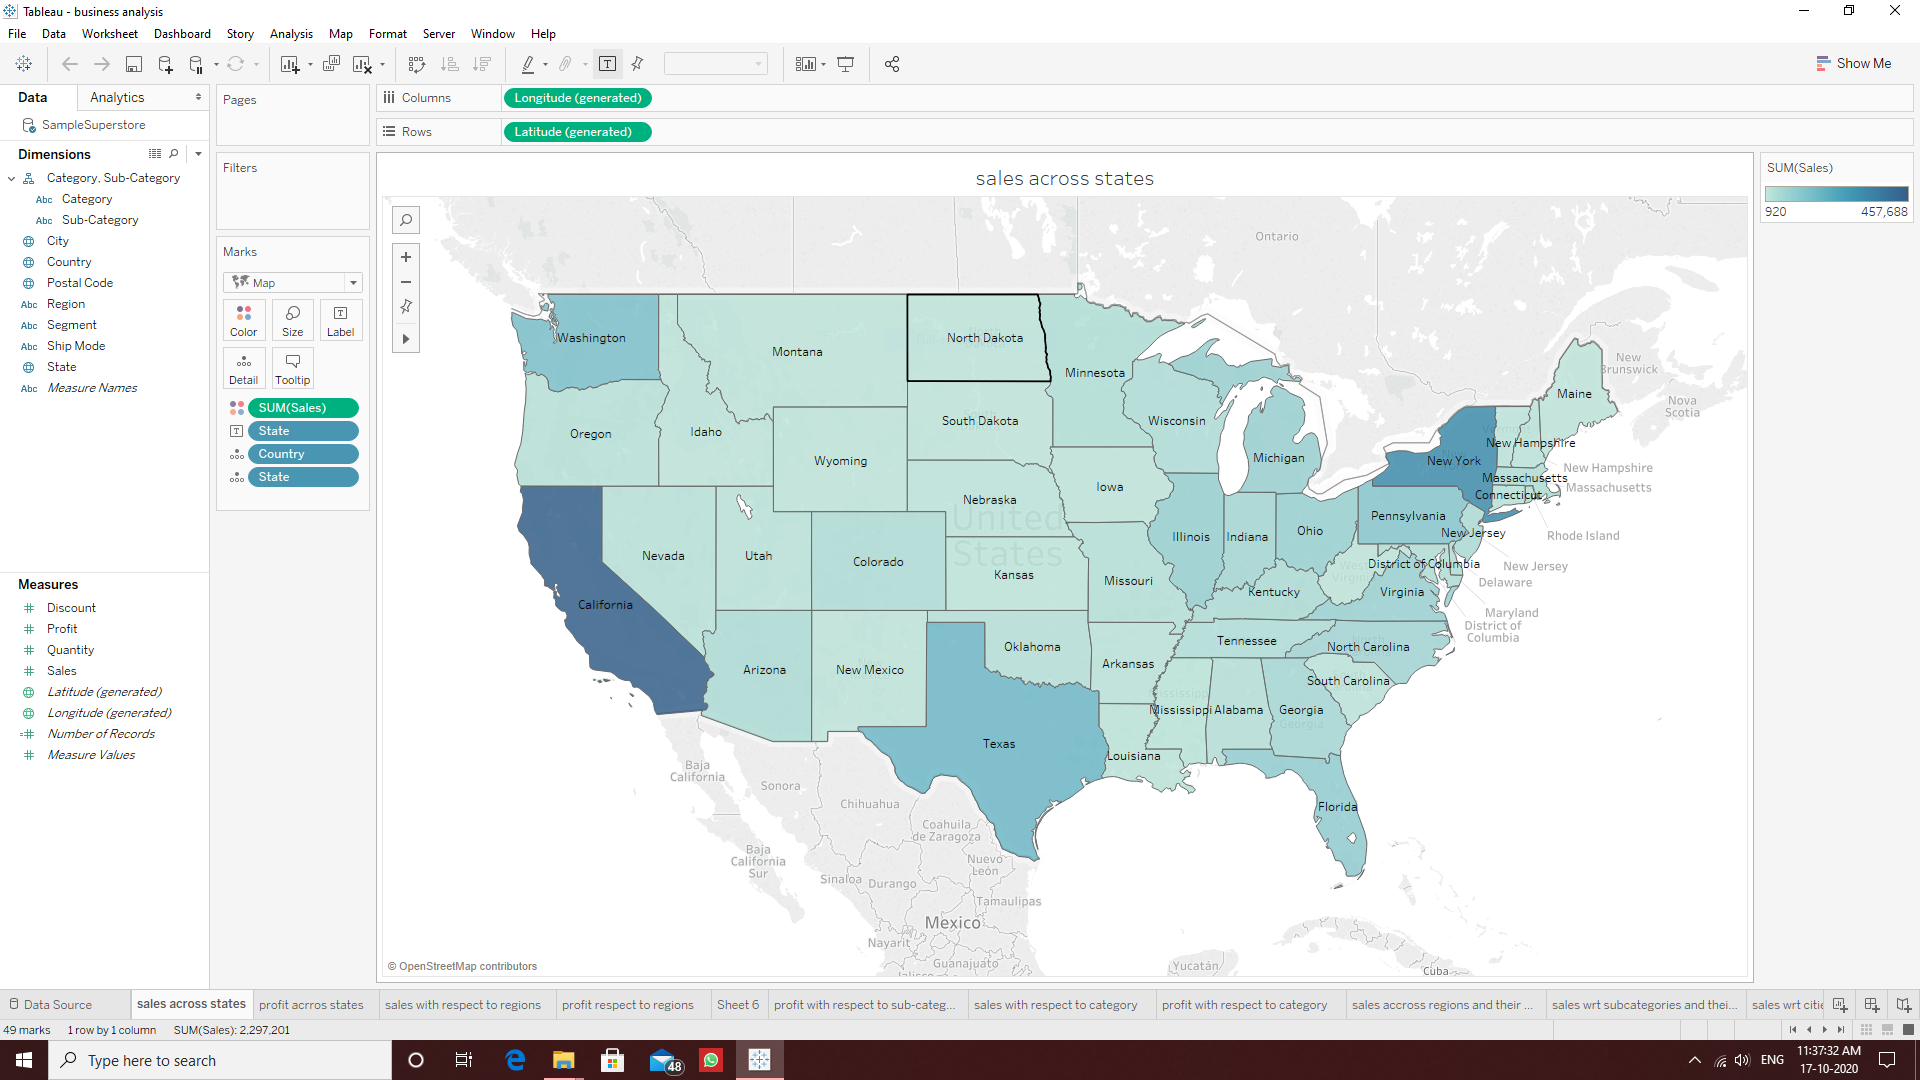 Tableau - business analysis
File Data Worksheet Dashboard Story Analysis Map Format Server Window Help
Show Me
Data Analytics
SampleSuperstore
Dimensions
Category, Sub-Category
Abc Category
Abc Sub-Category
City
Country
Postal Code
Abc Region
Abc Segment
Abc Ship Mode
State
Abc Measure Names
Measures
Discount
Profit
Quantity
Sales
Latitude (generated)
Longitude (generated)
Number of Records
Measure Values
Pages
Filters
Marks
Map
Color Size Label
Detail Tooltip
SUM(Sales)
State
Country
State
Columns Longitude (generated)
Rows Latitude (generated)
sales across states
Ontario
Washington
Montana
North Dakota
Minnesota
New
Brunswick
Maine
Nova
Scotia
Oregon
Idaho
South Dakota
Wisconsin
Wyoming
Michigan
New York
New Hampshire
New Hampshire
Massachusetts
Massachusetts
Connecticut
Iowa
Nebraska
United
States
Pennsylvania
New Jersey
Rhode Island
Nevada
Utah
Colorado
Kansas
Missouri
Illinois
Indiana
Ohio
District of Columbia
New Jersey
Delaware
Maryland
District of
Columbia
California
Kentucky
Virginia
Tennessee
North Carolina
Arizona
New Mexico
Oklahoma
Arkansas
South Carolina
Mississippi
Alabama
Georgia
Georgia
Texas
Louisiana
Florida
Baja
California
Sonora
Chihuahua
Coahuila
de Zaragoza
Baja
California
Sur
Sinaloa
Durango
Nuevo
León
Tamaulipas
Mexico
Nayarit
Guanajuato
Yucatán
Cuba
© OpenStreetMap contributors
SUM(Sales)
920 457,688
Data Source sales across states profit acrros states sales with respect to regions profit respect to regions Sheet 6 profit with respect to sub-categ... sales with respect to category profit with respect to category sales accross regions and their ... sales wrt subcategories and thei... sales wrt citie
49 marks 1 row by 1 column SUM(Sales): 2,297,201
Type here to search
48
ENG
11:37:32 AM
17-10-2020